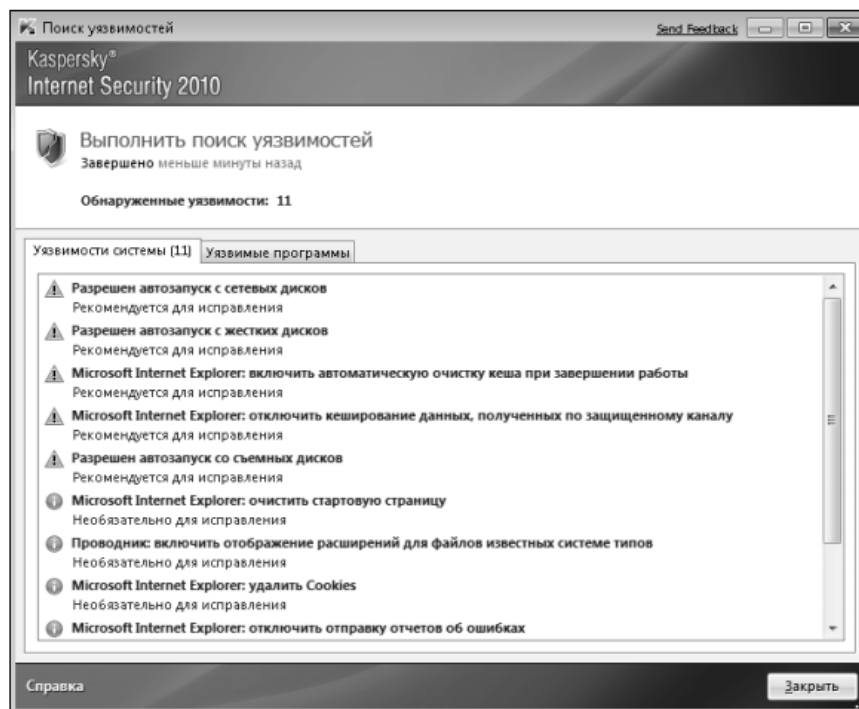 Поиск уязвимостей
Send Feedback
Kaspersky®
Internet Security 2010
Выполнить поиск уязвимостей
Завершено меньше минуты назад
Обнаруженные уязвимости: 11
Уязвимости системы (11) Уязвимые программы
Разрешен автозапуск с сетевых дисков
Рекомендуется для исправления
Разрешен автозапуск с жестких дисков
Рекомендуется для исправления
Microsoft Internet Explorer: включить автоматическую очистку кеша при завершении работы
Рекомендуется для исправления
Microsoft Internet Explorer: отключить кеширование данных, полученных по защищенному каналу
Рекомендуется для исправления
Разрешен автозапуск со съемных дисков
Рекомендуется для исправления
Microsoft Internet Explorer: очистить стартовую страницу
Необязательно для исправления
Проводник: включить отображение расширений для файлов известных системе типов
Необязательно для исправления
Microsoft Internet Explorer: удалить Cookies
Необязательно для исправления
Microsoft Internet Explorer: отключить отправку отчетов об ошибках
Справка
Закрыть